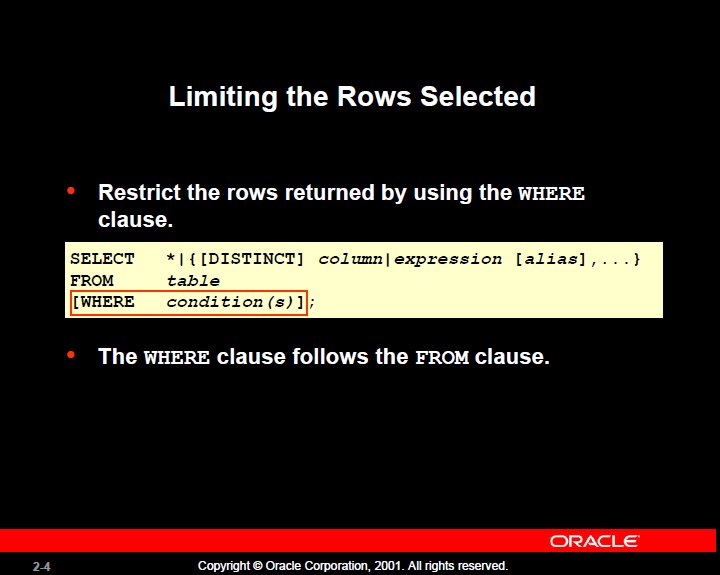 Limiting the Rows Selected
• Restrict the rows returned by using the WHERE
clause.
SELECT *|{[DISTINCT] column|expression [alias],...}
FROM table
[WHERE condition(s)];
• The WHERE clause follows the FROM clause.
ORACLE
2-4 Copyright © Oracle Corporation, 2001. All rights reserved.